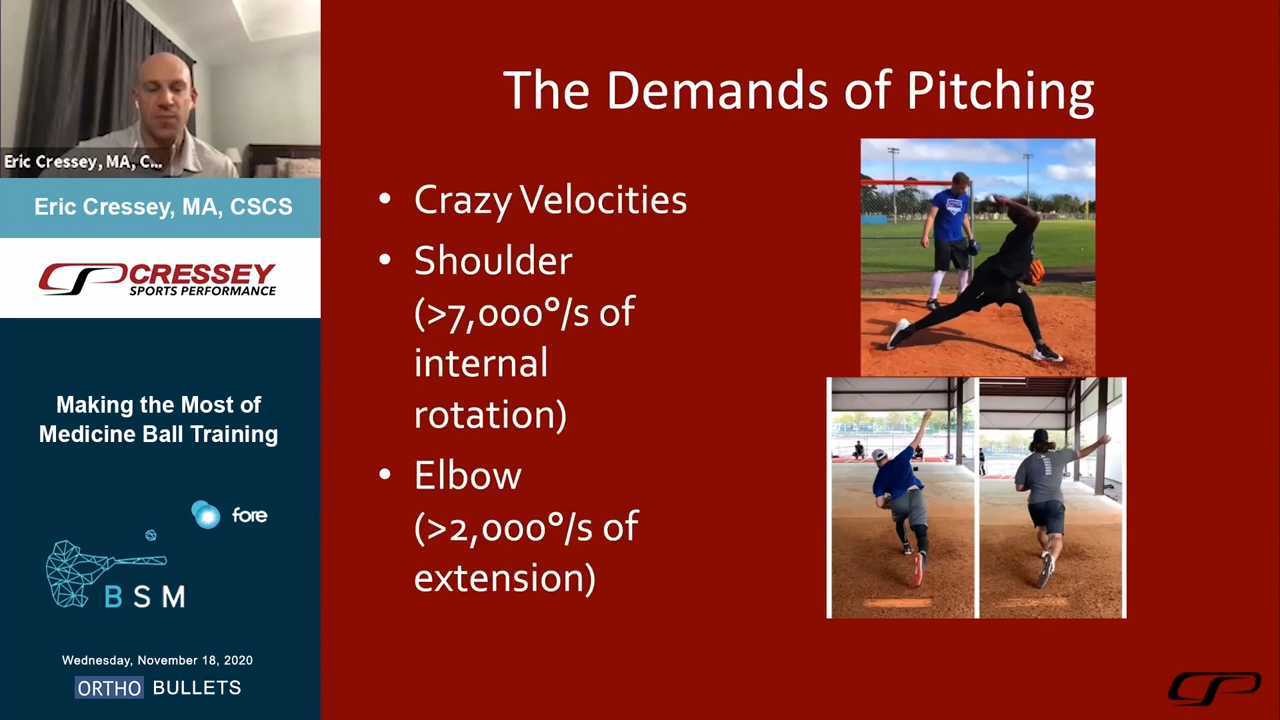 Eric Cressey, MA, C...
Eric Cressey, MA, CSCS
CRESSEY
SPORTS PERFORMANCE
Making the Most of
Medicine Ball Training
fore
BSM
Wednesday, November 18, 2020
ORTHO BULLETS
The Demands of Pitching
• Crazy Velocities
• Shoulder
(>7,000°/s of
internal
rotation)
• Elbow
(>2,000°/s of
extension)